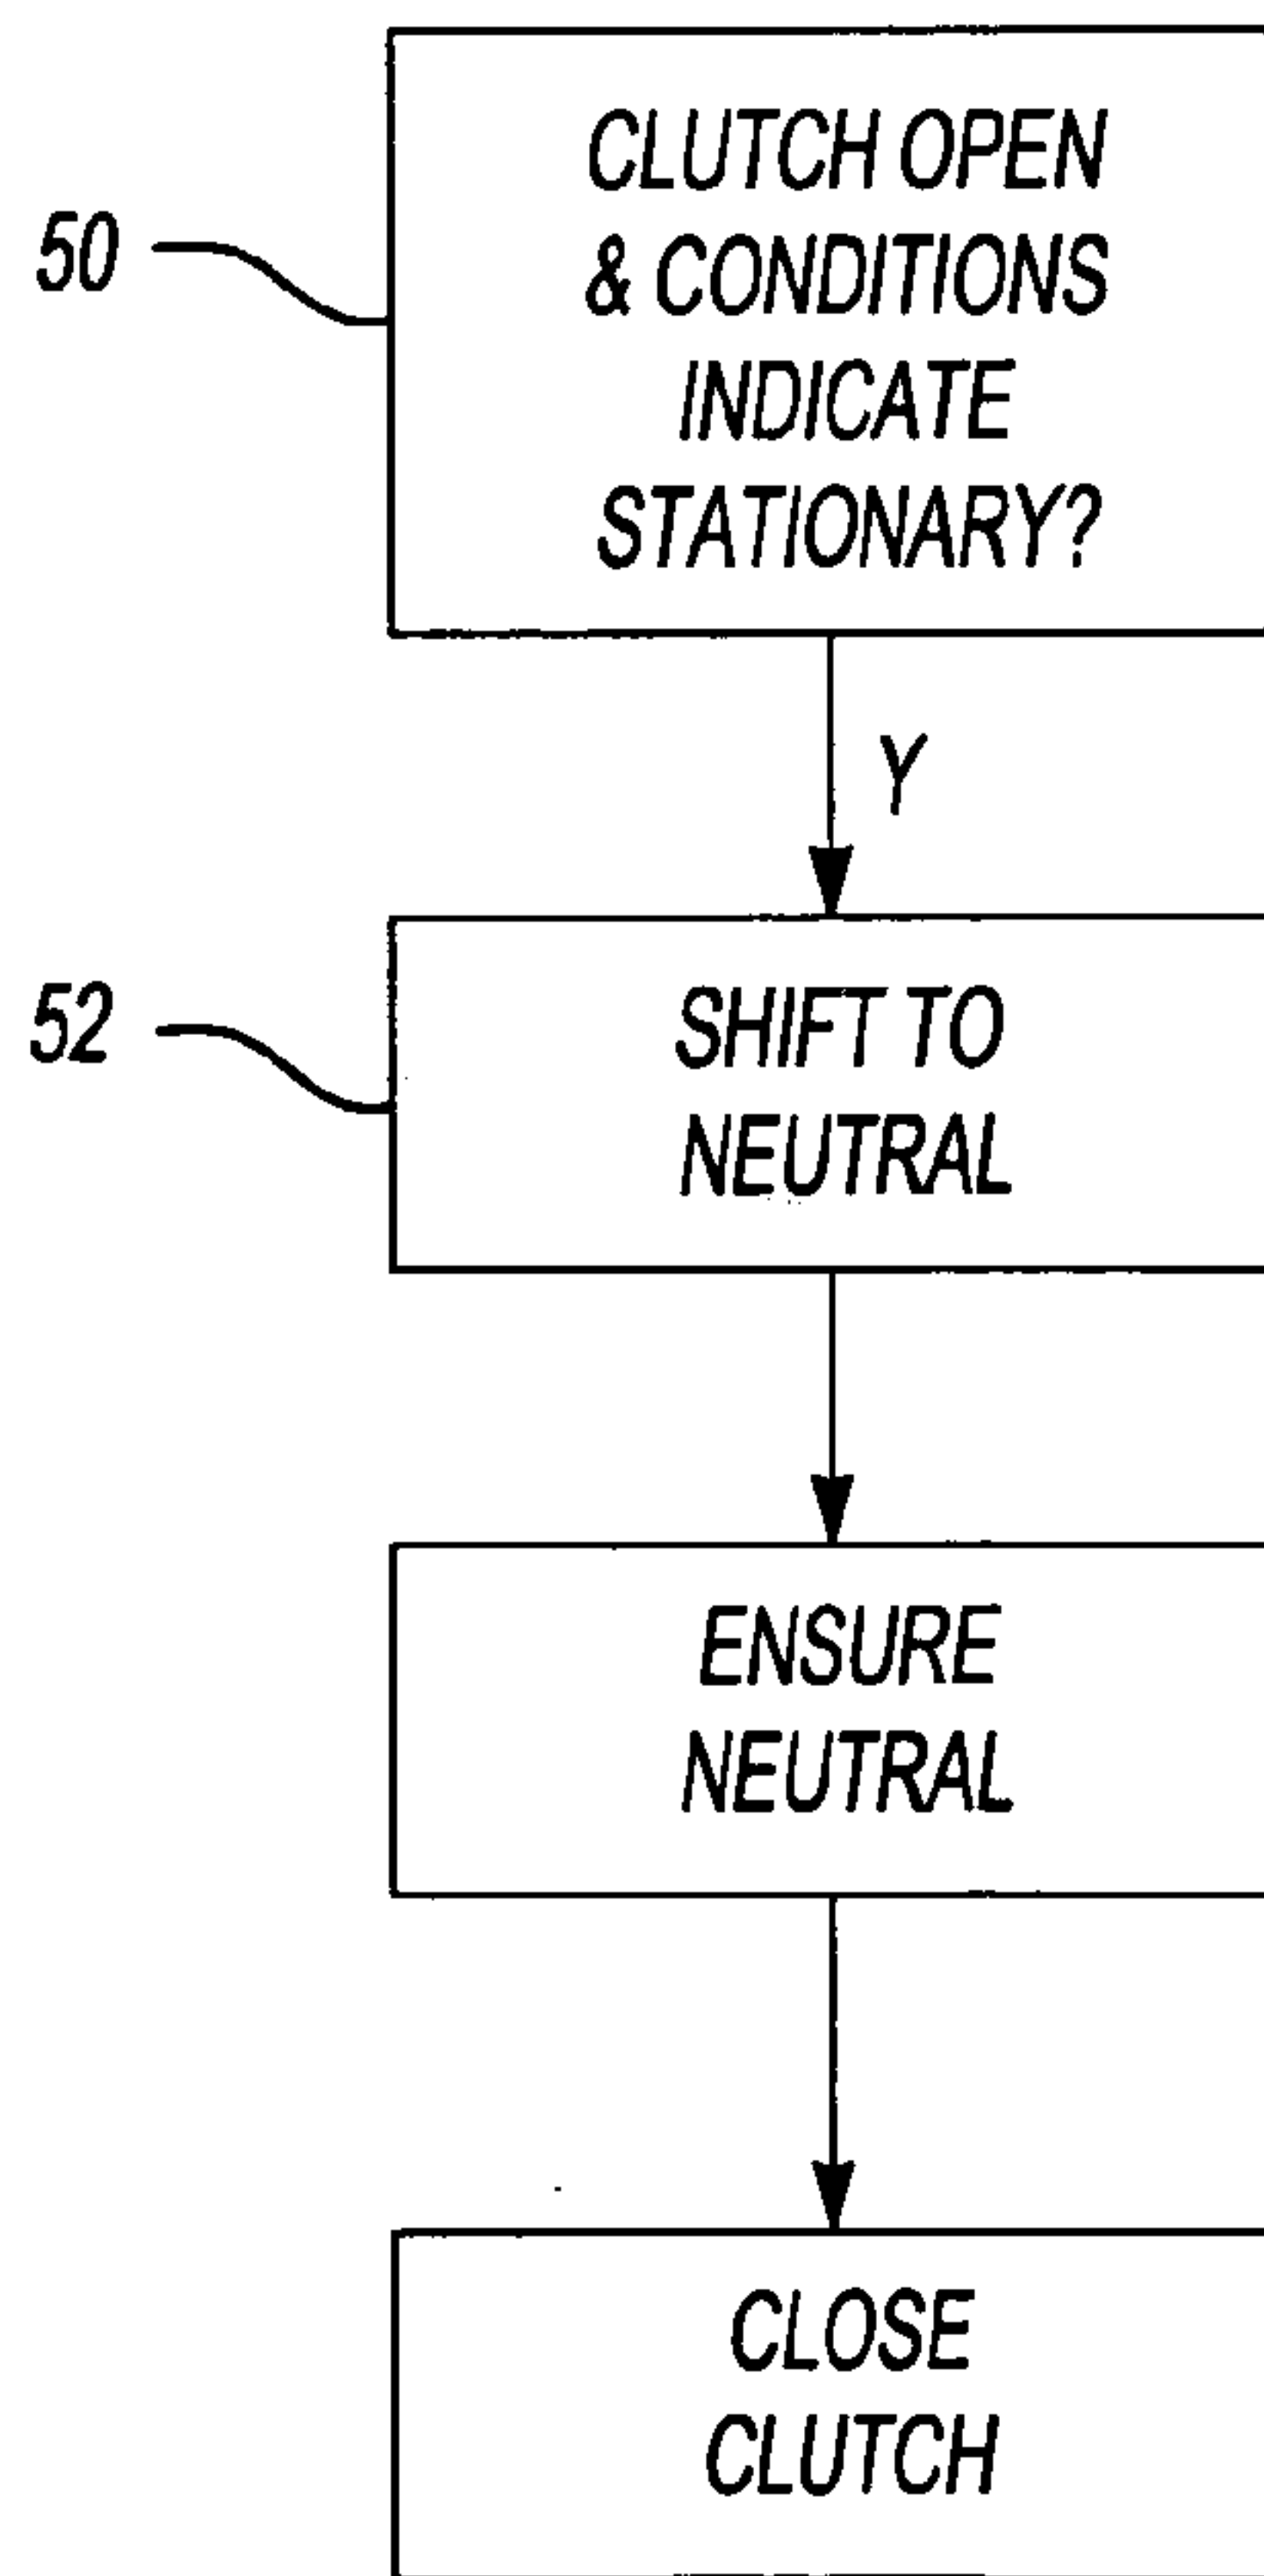 50
CLUTCH OPEN
& CONDITIONS
INDICATE
STATIONARY?
Y
52
SHIFT TO
NEUTRAL
ENSURE
NEUTRAL
CLOSE
CLUTCH